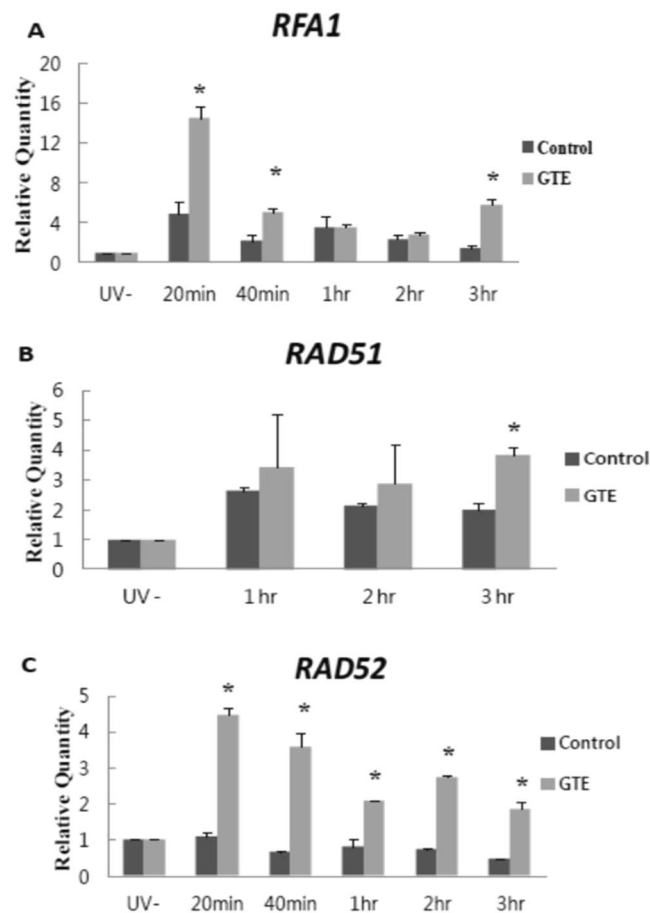 A
RFA1
20
16
12
8
4
0
Relative Quantity
*
*
*
Control
GTE
UV-
20min
40min
1hr
2hr
3hr
B
RAD51
6
5
4
3
2
1
0
Relative Quantity
*
Control
GTE
UV -
1 hr
2 hr
3 hr
C
RAD52
5
4
3
2
1
0
Relative Quantity
*
*
*
*
*
Control
GTE
UV-
20min
40min
1hr
2hr
3hr